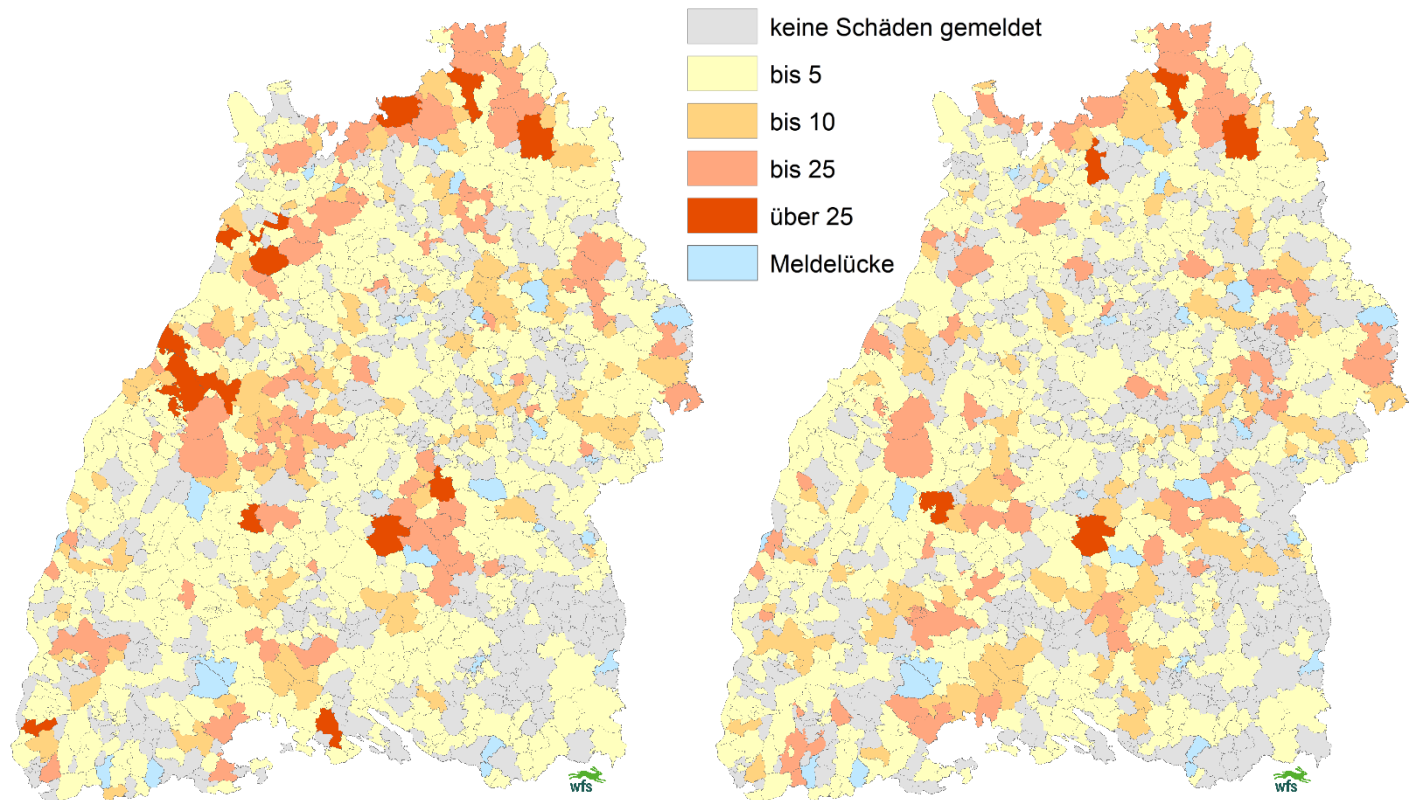 keine Schäden gemeldet
bis 5
bis 10
bis 25
über 25
Meldelücke
wfs
wfs